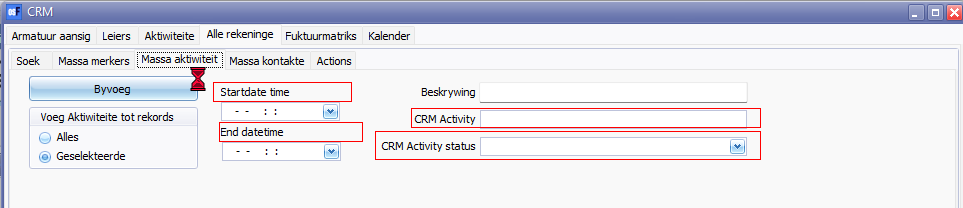 CRM
Armatuur aansig Leiers Aktiwiteite Alle rekeninge Fuktuurmatriks Kalender
Soek Massa merkers Massa aktiwiteit Massa kontakte Actions
Byvoeg
Startdate time
Beskrywing
- - : :
CRM Activity
Voeg Aktiwiteite tot rekords
End datetime
Alles
CRM Activity status
Geselekteerde
- - : :